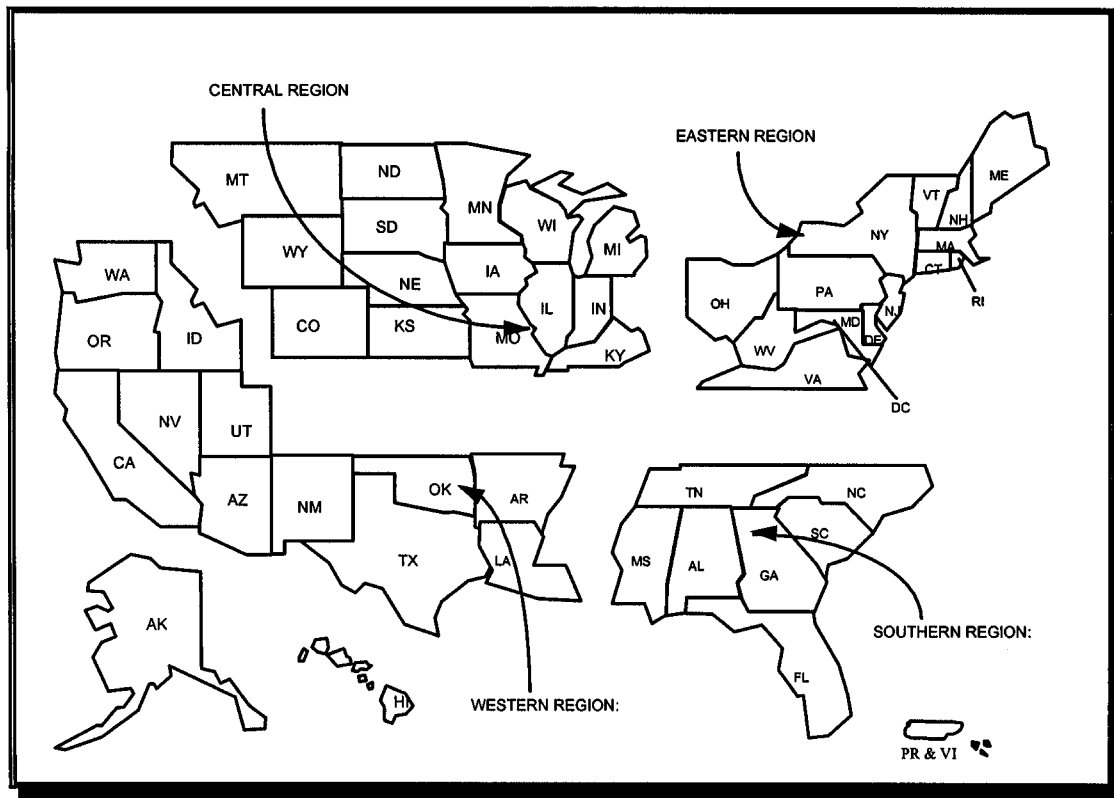 CENTRAL REGION
EASTERN REGION
ME
ND
MT
VT
MN
NH
SD
WI
NY
MA
MI
WY
WA
IA
CT
NE
PA
RI
OH
IL
IN
NJ
CO
KS
MD
OR
ID
MO
DE
KY
WV
VA
DC
NV
UT
CA
TN
NC
OK
AZ
AR
NM
SC
TX
LA
MS
AL
GA
AK
SOUTHERN REGION:
FL
HI
WESTERN REGION:
PR & VI